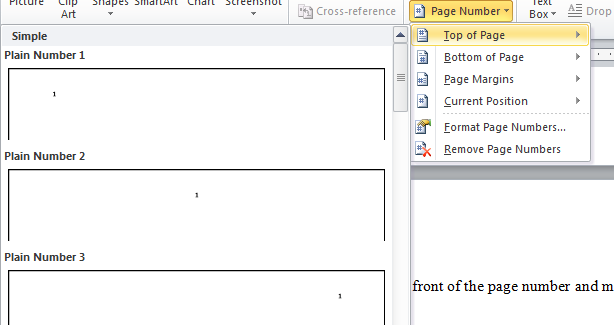 Picture Clip Art Shapes SmartArt Chart Screenshot Cross-reference Page Number Text Box Drop
Simple
Plain Number 1
1
Plain Number 2
1
Plain Number 3
1
Top of Page
Bottom of Page
Page Margins
Current Position
Format Page Numbers...
Remove Page Numbers
front of the page number and m